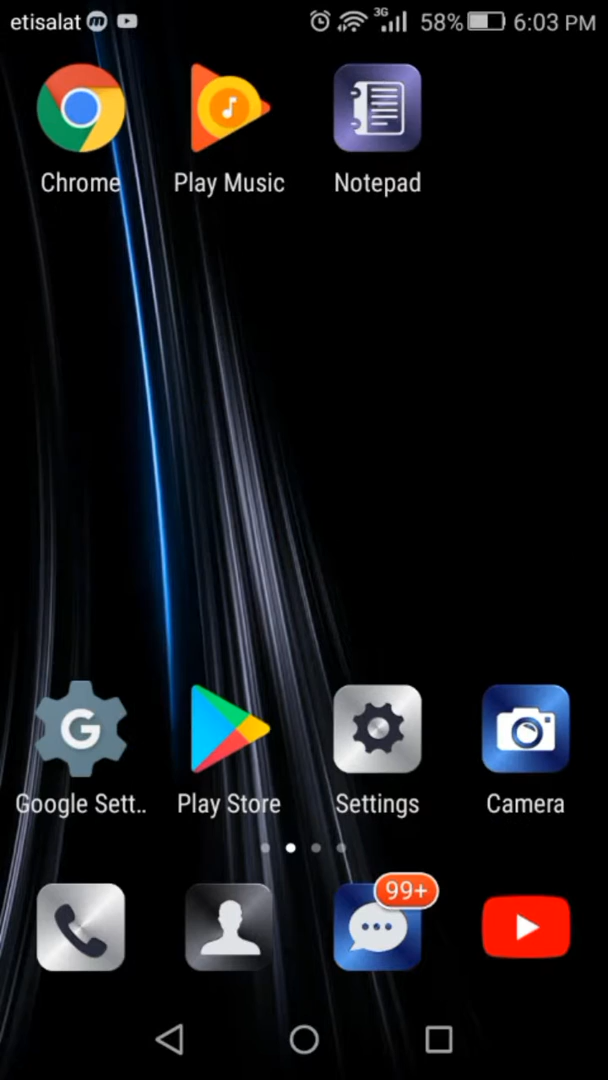 etisalat 3G 58% 6:03 PM
Chrome Play Music Notepad
Google Sett.. Play Store Settings Camera
99+